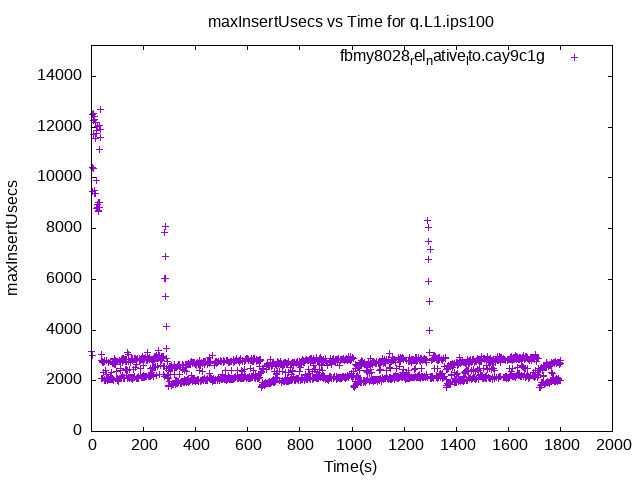 maxInsertUsecs vs Time for q.L1.ips100
fbmy8028relnativelto.cay9c1g
14000
12000
10000
8000
6000
4000
2000
0
maxInsertUsecs
0 200 400 600 800 1000 1200 1400 1600 1800 2000
Time(s)